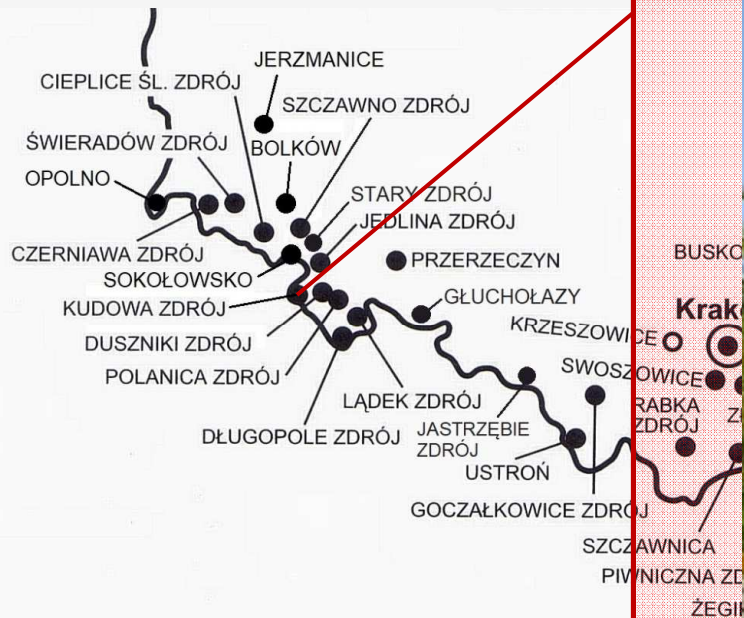 JERZMANICE
CIEPLICE ŚL. ZDRÓJ
SZCZAWNO ZDRÓJ
ŚWIERADÓW ZDRÓJ
BOLKÓW
OPOLNO
STARY ZDRÓJ
JEDLINA ZDRÓJ
CZERNIAWA ZDRÓJ
PRZERZECZYN
BUSKO
SOKOŁOWSKO
GŁUCHOŁAZY
KUDOWA ZDRÓJ
KRZESZOWICE
DUSZNIKI ZDRÓJ
POLANICA ZDRÓJ
SWOSZOWICE
LĄDEK ZDRÓJ
RABKA
ZDRÓJ
DŁUGOPOLE ZDRÓJ
JASTRZĘBIE
ZDRÓJ
USTROŃ
GOCZAŁKOWICE ZDRÓJ
SZCZAWNICA
PIWNICZNA ZD